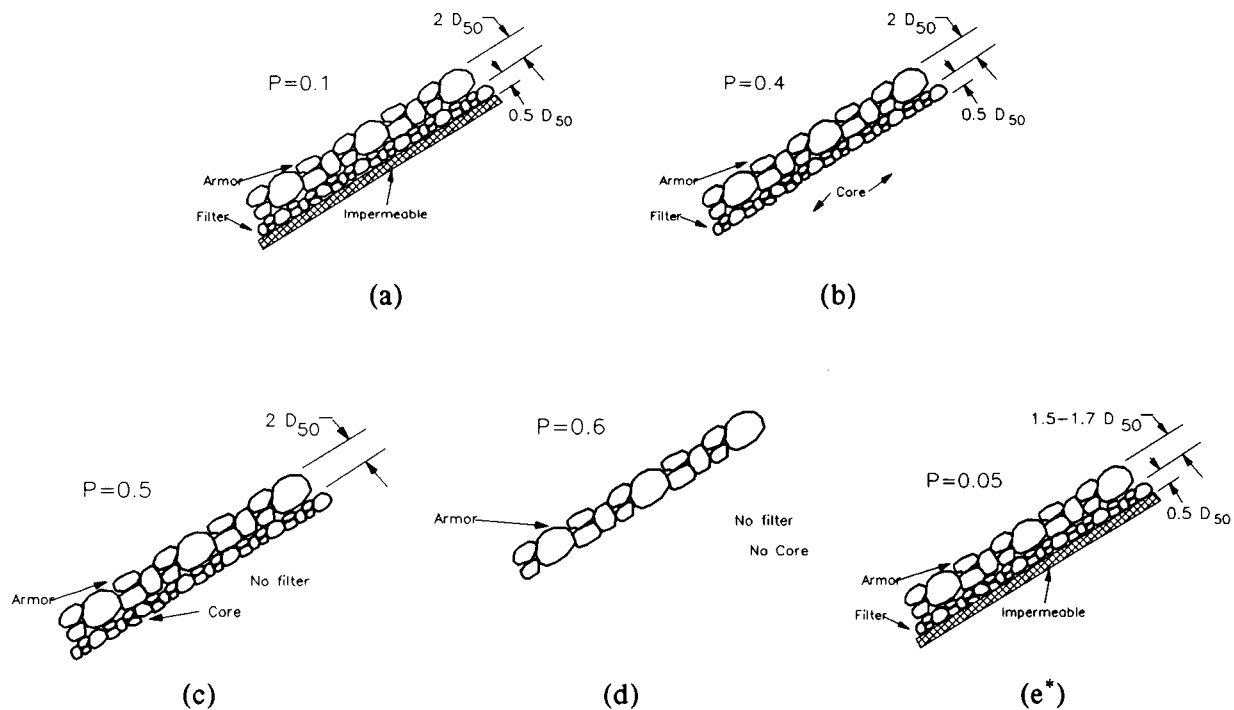 2 D50
P=0.1
0.5 D50
Armor
Filter
Impermeable
(a)
2 D50
P=0.4
0.5 D50
Armor
Core
Filter
(b)
2 D50
P=0.5
No filter
Armor
Core
(c)
P=0.6
Armor
No filter
No Core
(d)
1.5-1.7 D50
P=0.05
0.5 D50
Armor
Filter
Impermeable
(e*)